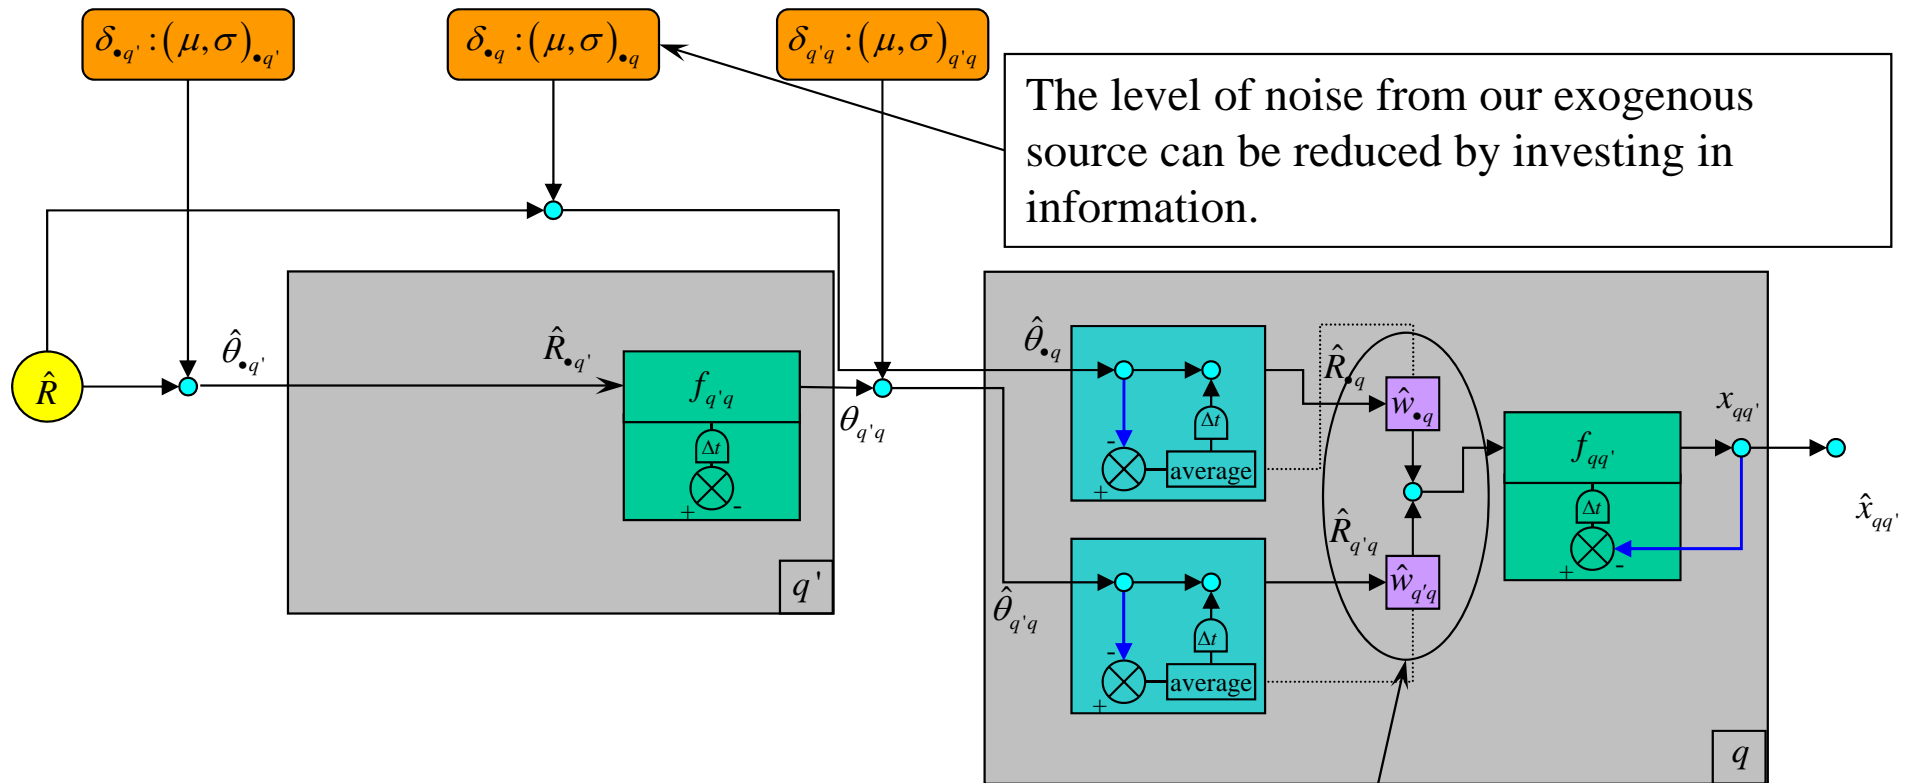 δ•q' : (μ, σ)•q'
δ•q : (μ, σ)•q
δq'q : (μ, σ)q'q
The level of noise from our exogenous
source can be reduced by investing in
information.
R̂
θ̂•q'
R̂•q'
fq'q
Δt
+ -
θq'q
q'
θ̂•q
Δt
-
+
average
θ̂q'q
Δt
-
+
average
R̂•q
ŵ•q
R̂q'q
ŵq'q
fqq'
Δt
+ -
xqq'
x̂qq'
q